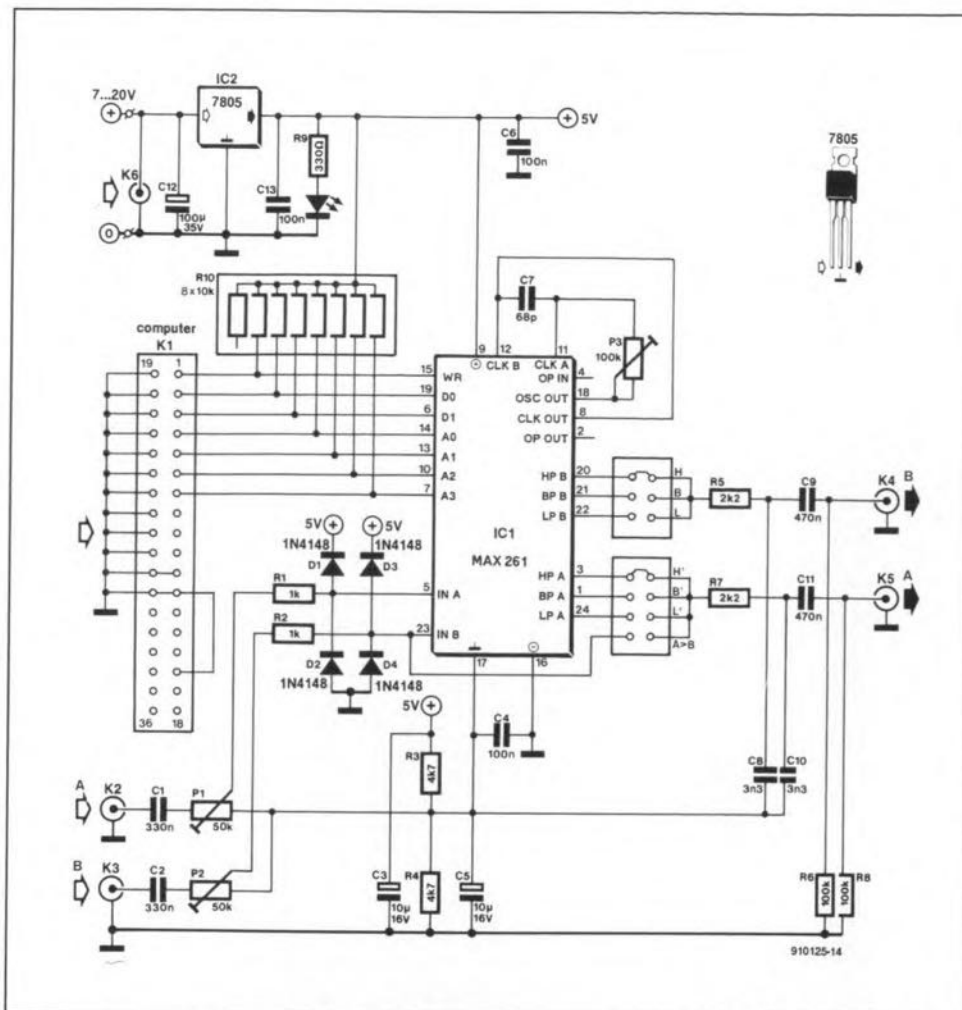 IC2
7...20V
7805
5V
7805
R9
330Ω
C6
100n
K6
C12
100µ
35V
C13
100n
0
R10
8x10k
C7
68p
P3
100k
computer
K1
19 1
36 18
9 12 11
CLK B CLK A
15 WR
19 D0
6 D1
14 A0
13 A1
10 A2
7 A3
OP IN 4
OSC OUT 18
CLK OUT 8
OP OUT 2
HP B 20
BP B 21
LP B 22
IC1
MAX 261
HP A 3
BP A 1
LP A 24
5 IN A
23 IN B
17 16
H
B
L
H'
B'
L'
A>B
R5
2k2
C9
470n
K4
B
R7
2k2
C11
470n
K5
A
5V 5V
1N4148 1N4148
D1 D3
R1
1k
R2
1k
D2 D4
1N4148 1N4148
5V
C4
100n
R3
4k7
C8
3n3
C10
3n3
A
K2
C1
330n
P1
50k
B
K3
C2
330n
P2
50k
C3
10µ
16V
R4
4k7
C5
10µ
16V
R6
100k
R8
100k
910125-14